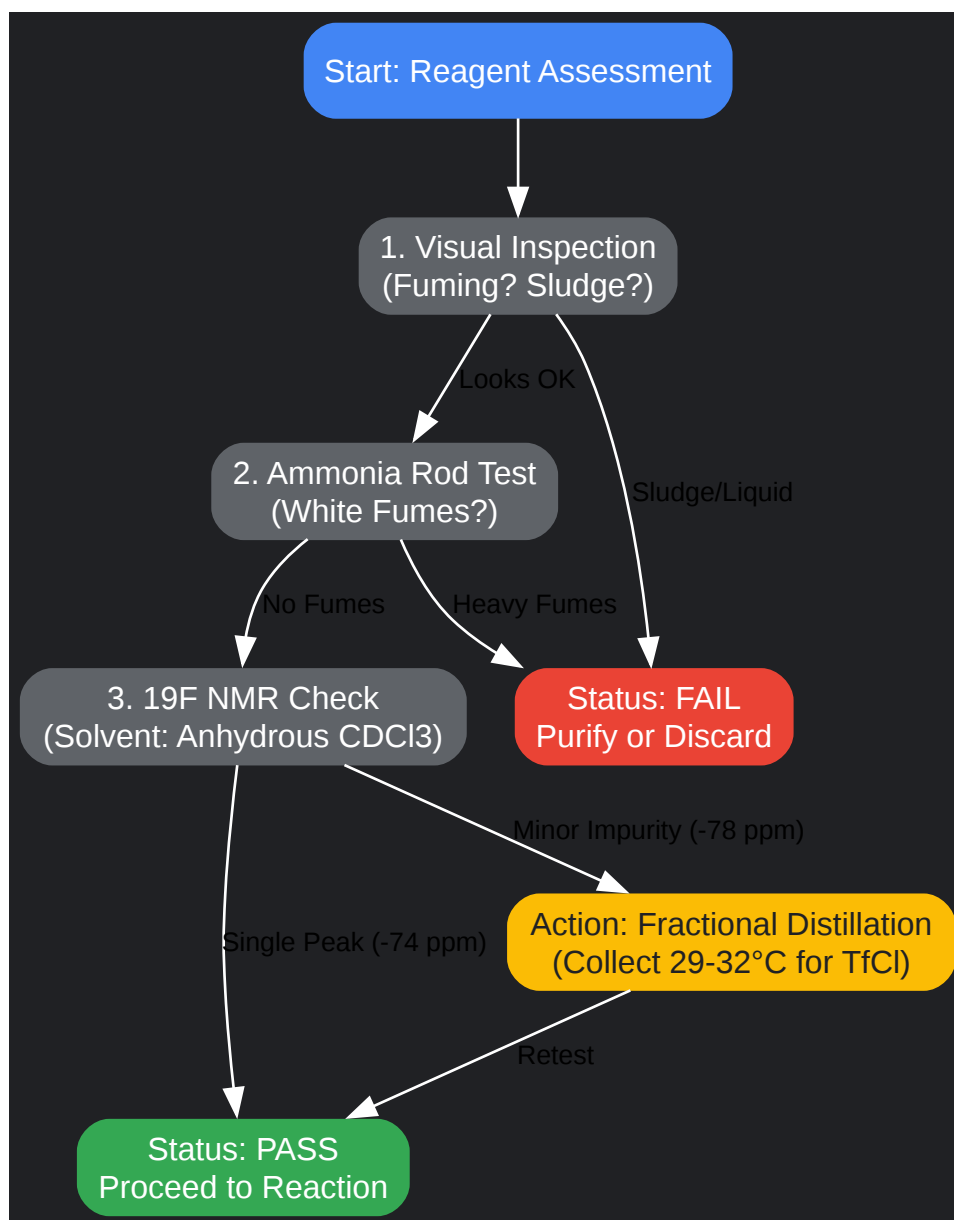 Start: Reagent Assessment
1. Visual Inspection
(Fuming? Sludge?)
Looks OK
2. Ammonia Rod Test
(White Fumes?)
Sludge/Liquid
No Fumes
Heavy Fumes
3. 19F NMR Check
(Solvent: Anhydrous CDCl3)
Status: FAIL
Purify or Discard
Minor Impurity (-78 ppm)
Action: Fractional Distillation
(Collect 29-32°C for TfCl)
Single Peak (-74 ppm)
Retest
Status: PASS
Proceed to Reaction